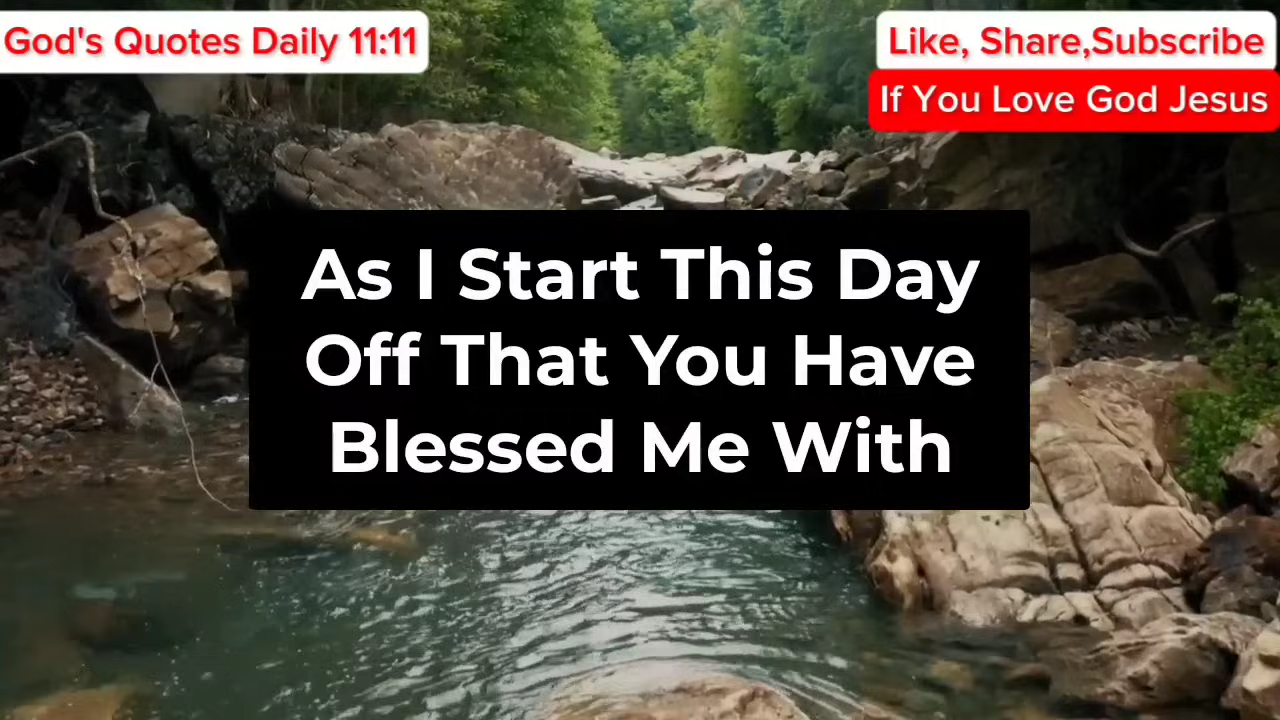 God's Quotes Daily 11:11
Like, Share,Subscribe
If You Love God Jesus
As I Start This Day
Off That You Have
Blessed Me With